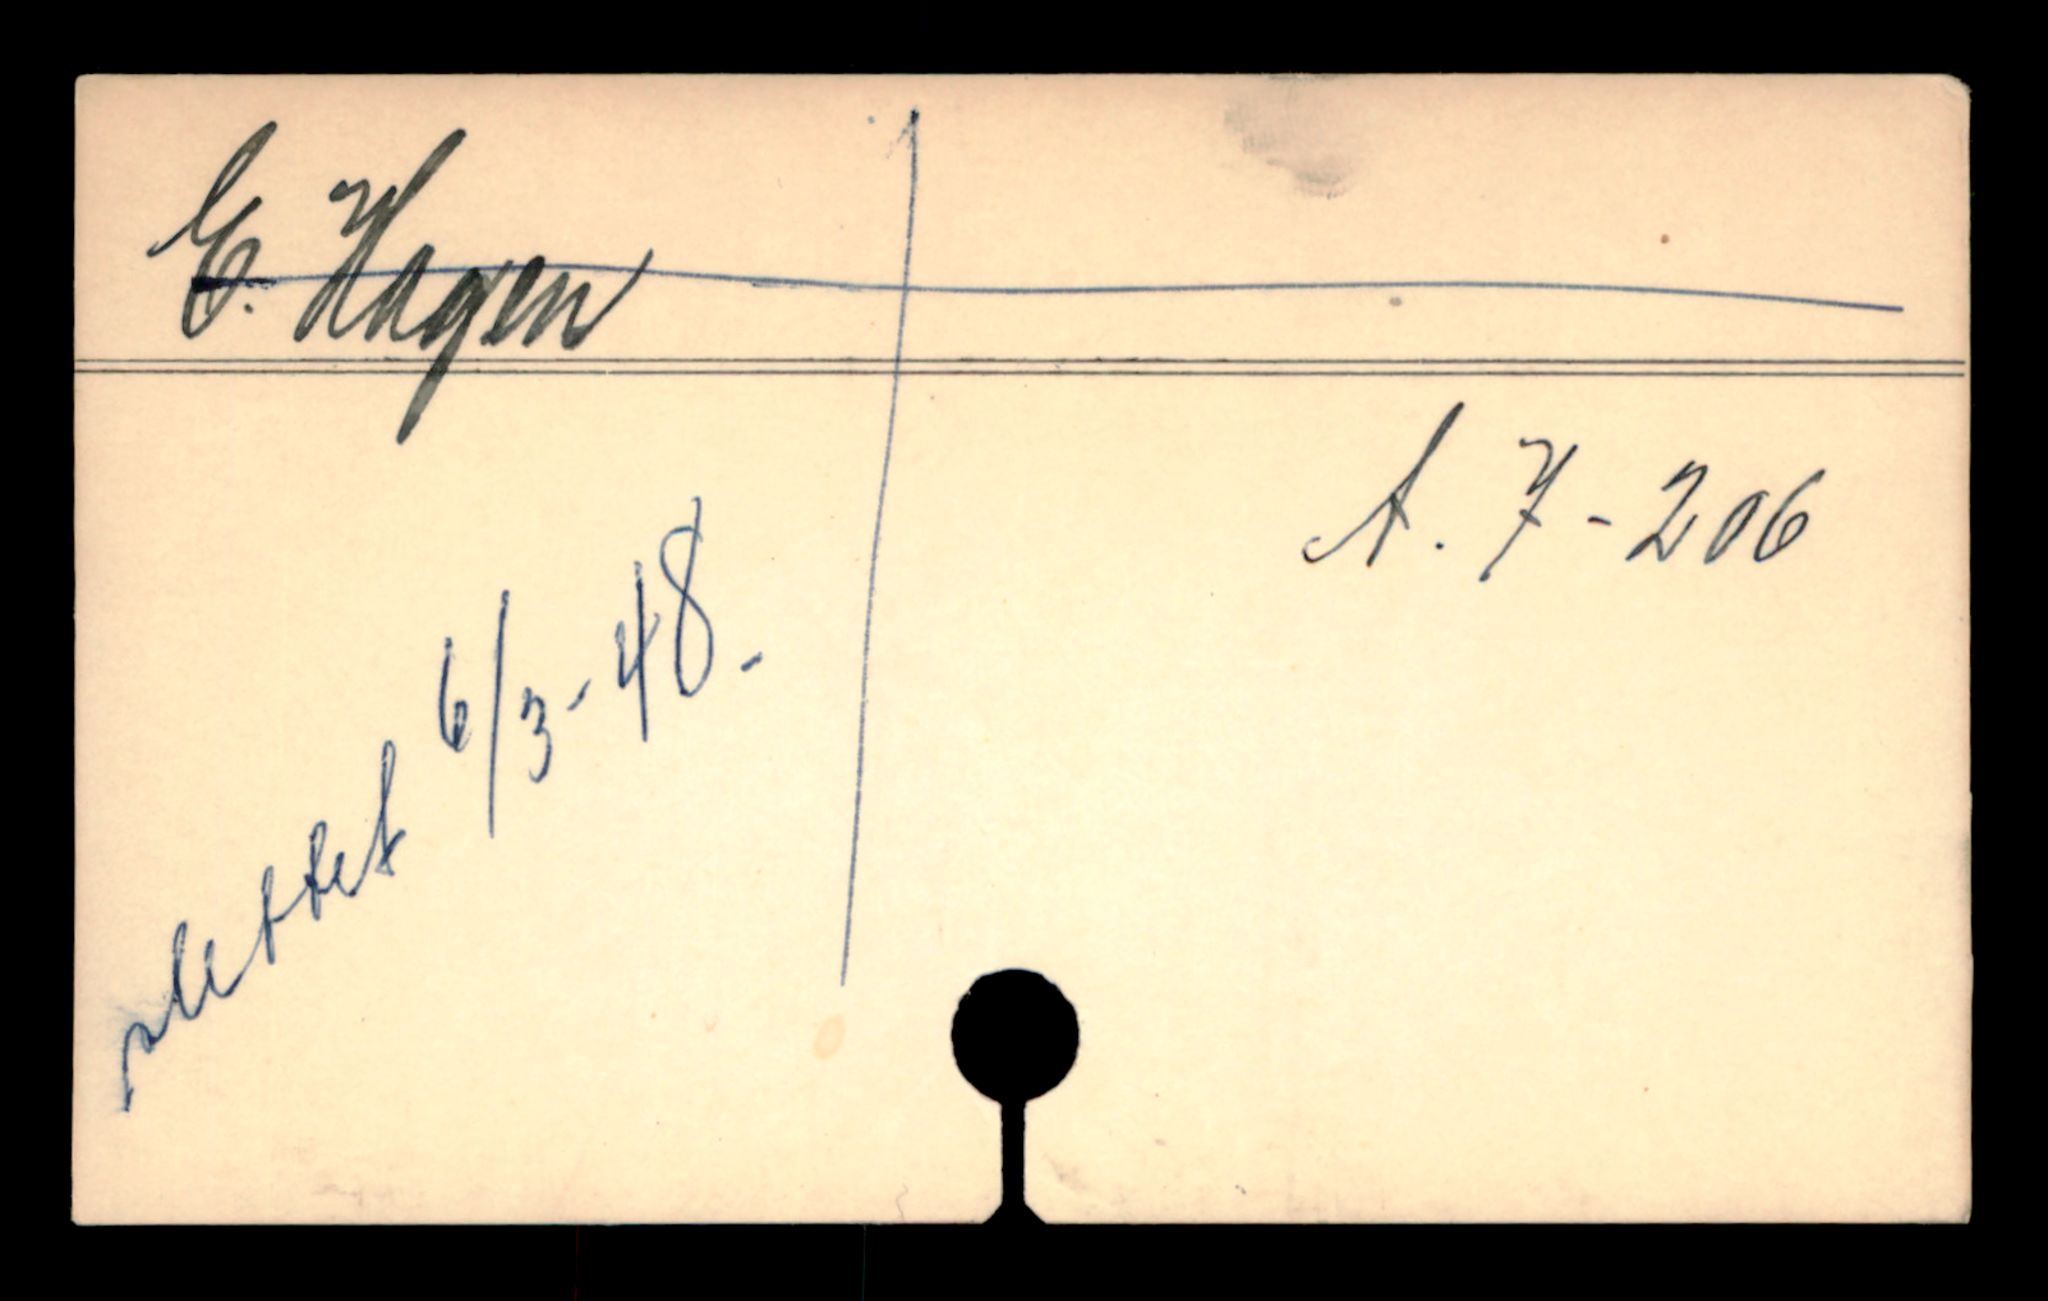 E. Hagen
A. 7-206
slettet 6/3-48.